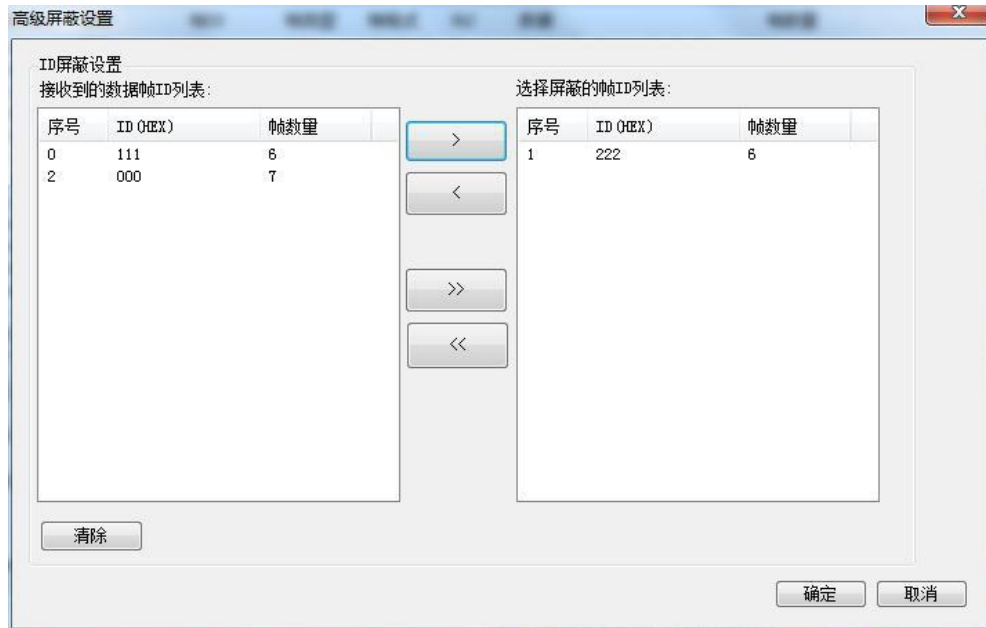 高级屏蔽设置
ID屏蔽设置
接收到的数据帧ID列表:
选择屏蔽的帧ID列表:
序号 ID(HEX) 帧数量
0 111 6
2 000 7
>
<
>>
<<
序号 ID(HEX) 帧数量
1 222 6
清除
确定 取消